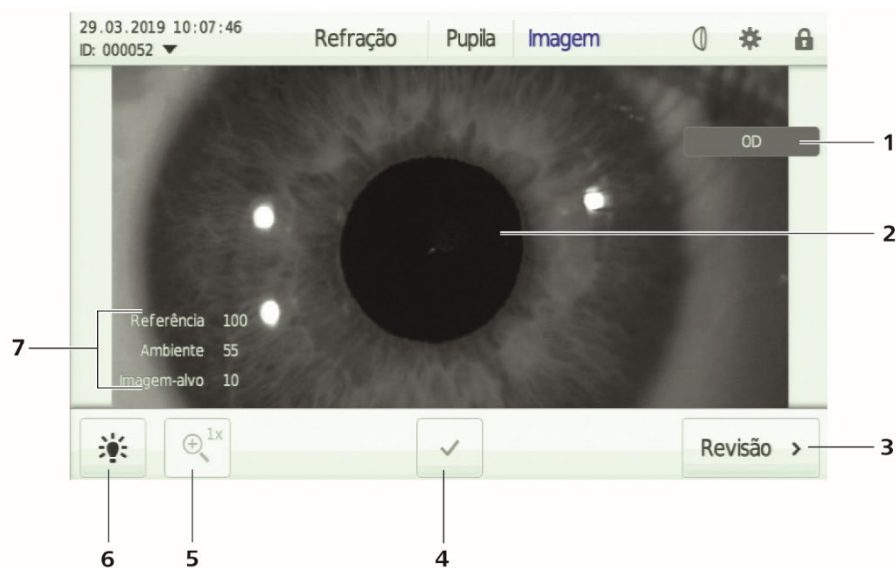 29.03.2019 10:07:46
ID: 000052
Refração Pupila Imagem
OD
1
2
Referência 100
Ambiente 55
Imagem-alvo 10
7
1x
Revisão >
3
6
5
4